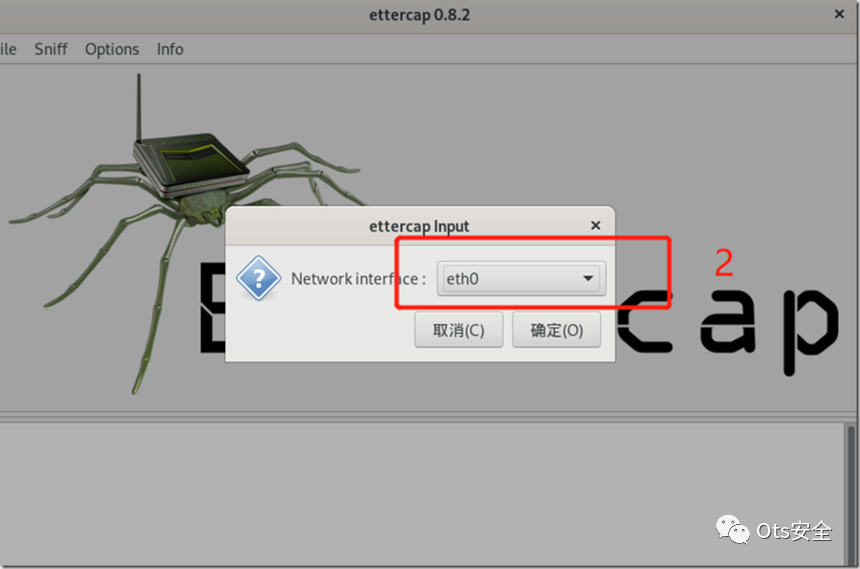 ettercap 0.8.2
ile Sniff Options Info
ettercap Input
Network interface : eth0
2
取消(C) 确定(O)
E cap
Ots安全